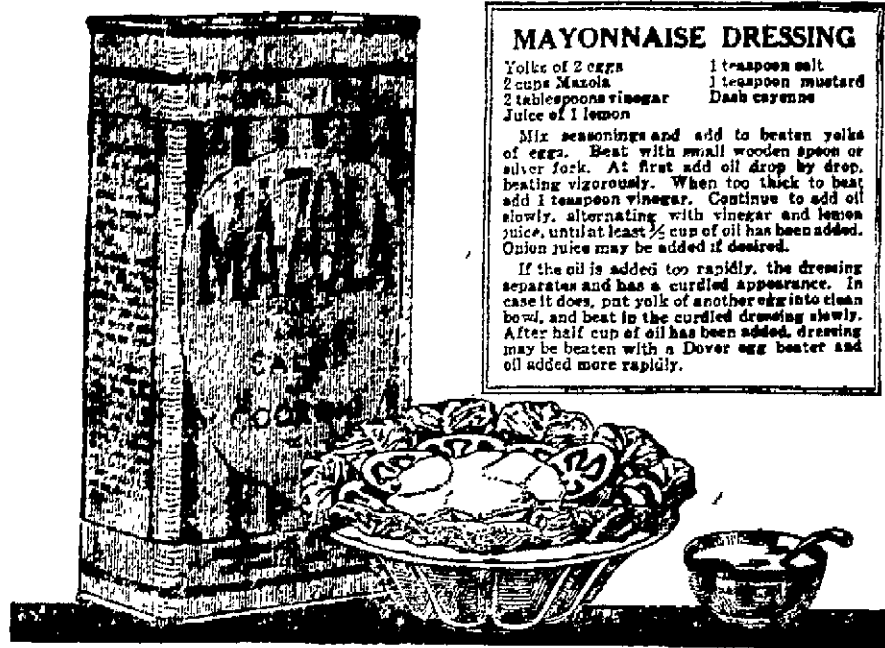 MAZOLA
MAYONNAISE DRESSING
Yolks of 2 eggs
2 cups Mazola
2 tablespoons vinegar
Juice of 1 lemon
1 teaspoon salt
1 teaspoon mustard
Dash cayenne
Mix seasonings and add to beaten yolks
of eggs. Beat with small wooden spoon or
silver fork. At first add oil drop by drop,
beating vigorously. When too thick to beat
add 1 teaspoon vinegar. Continue to add oil
slowly, alternating with vinegar and lemon
juice, until at least ½ cup of oil has been added.
Onion juice may be added if desired.
If the oil is added too rapidly, the dressing
separates and has a curdled appearance. In
case it does, put yolk of another egg into clean
bowl, and beat in the curdled dressing slowly.
After half cup of oil has been added, dressing
may be beaten with a Dover egg beater and
oil added more rapidly.